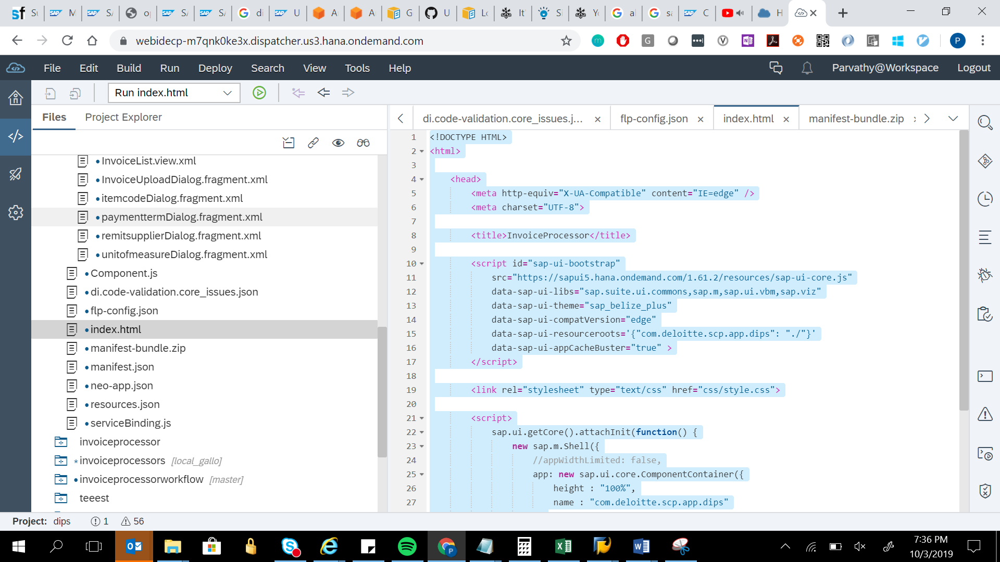 webidecp-m7qnk0ke3x.dispatcher.us3.hana.ondemand.com
File Edit Build Run Deploy Search View Tools Help
Parvathy@Workspace Logout
Run index.html
Files Project Explorer
di.code-validation.core_issues.j... flp-config.json index.html manifest-bundle.zip
InvoiceList.view.xml
InvoiceUploadDialog.fragment.xml
itemcodeDialog.fragment.xml
paymenttermDialog.fragment.xml
remitsupplierDialog.fragment.xml
unitofmeasureDialog.fragment.xml
Component.js
di.code-validation.core_issues.json
flp-config.json
index.html
manifest-bundle.zip
manifest.json
neo-app.json
resources.json
serviceBinding.js
invoiceprocessor
* invoiceprocessors [local_gallo]
invoiceprocessorworkflow [master]
teeest
1 <!DOCTYPE HTML>
2 <html>
3
4 <head>
5 <meta http-equiv="X-UA-Compatible" content="IE=edge" />
6 <meta charset="UTF-8">
7
8 <title>InvoiceProcessor</title>
9
10 <script id="sap-ui-bootstrap"
11 src="https://sapui5.hana.ondemand.com/1.61.2/resources/sap-ui-core.js"
12 data-sap-ui-libs="sap.suite.ui.commons,sap.m,sap.ui.vbm,sap.viz"
13 data-sap-ui-theme="sap_belize_plus"
14 data-sap-ui-compatVersion="edge"
15 data-sap-ui-resourceroots='{"com.deloitte.scp.app.dips": "./"}'
16 data-sap-ui-appCacheBuster="true" >
17 </script>
18
19 <link rel="stylesheet" type="text/css" href="css/style.css">
20
21 <script>
22 sap.ui.getCore().attachInit(function() {
23 new sap.m.Shell({
24 //appWidthLimited: false,
25 app: new sap.ui.core.ComponentContainer({
26 height : "100%",
27 name : "com.deloitte.scp.app.dips"
Project: dips 1 56
7:36 PM
10/3/2019